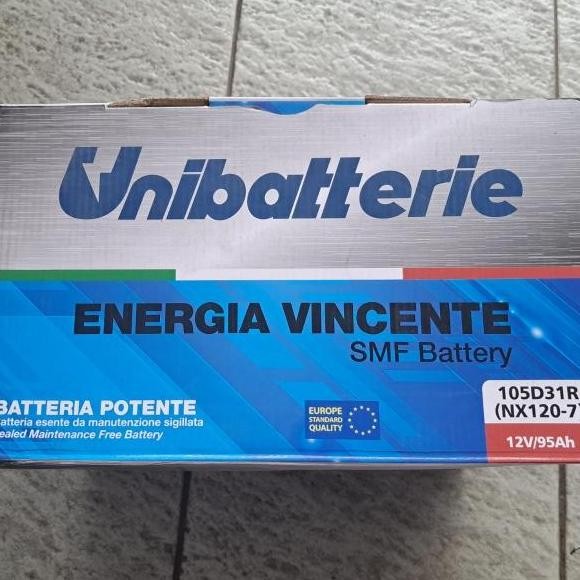 Unibatterie
ENERGIA VINCENTE
SMF Battery
BATTERIA POTENTE
batteria esente da manutenzione sigillata
ealed Maintenance Free Battery
EUROPE
STANDARD
QUALITY
105D31R
(NX120-7)
12V/95Ah